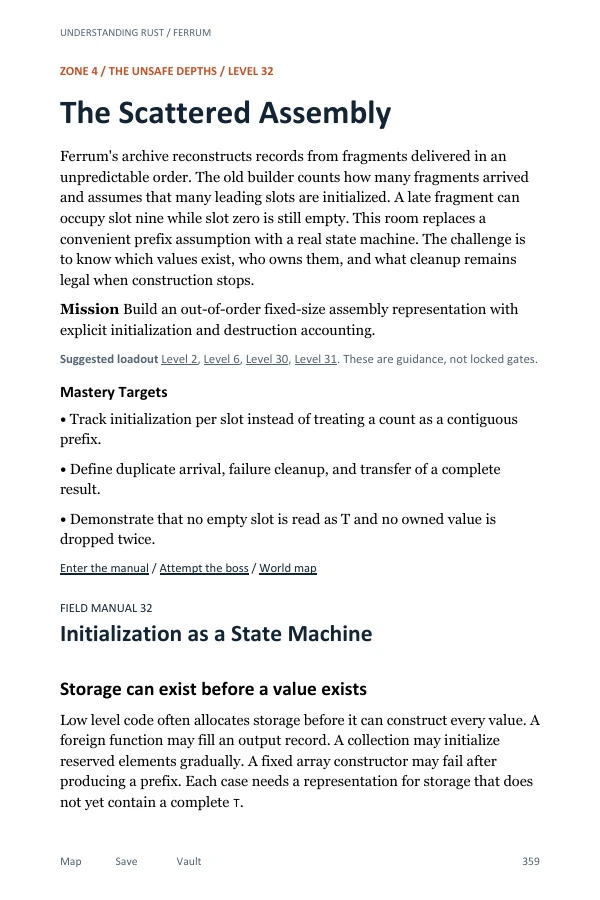 UNDERSTANDING RUST / FERRUM
ZONE 4 / THE UNSAFE DEPTHS / LEVEL 32
The Scattered Assembly
Ferrum's archive reconstructs records from fragments delivered in an
unpredictable order. The old builder counts how many fragments arrived
and assumes that many leading slots are initialized. A late fragment can
occupy slot nine while slot zero is still empty. This room replaces a
convenient prefix assumption with a real state machine. The challenge is
to know which values exist, who owns them, and what cleanup remains
legal when construction stops.
Mission Build an out-of-order fixed-size assembly representation with
explicit initialization and destruction accounting.
Suggested loadout Level 2, Level 6, Level 30, Level 31. These are guidance, not locked gates.
Mastery Targets
• Track initialization per slot instead of treating a count as a contiguous
prefix.
• Define duplicate arrival, failure cleanup, and transfer of a complete
result.
• Demonstrate that no empty slot is read as T and no owned value is
dropped twice.
Enter the manual / Attempt the boss / World map
FIELD MANUAL 32
Initialization as a State Machine
Storage can exist before a value exists
Low level code often allocates storage before it can construct every value. A
foreign function may fill an output record. A collection may initialize
reserved elements gradually. A fixed array constructor may fail after
producing a prefix. Each case needs a representation for storage that does
not yet contain a complete T.
Map Save Vault 359